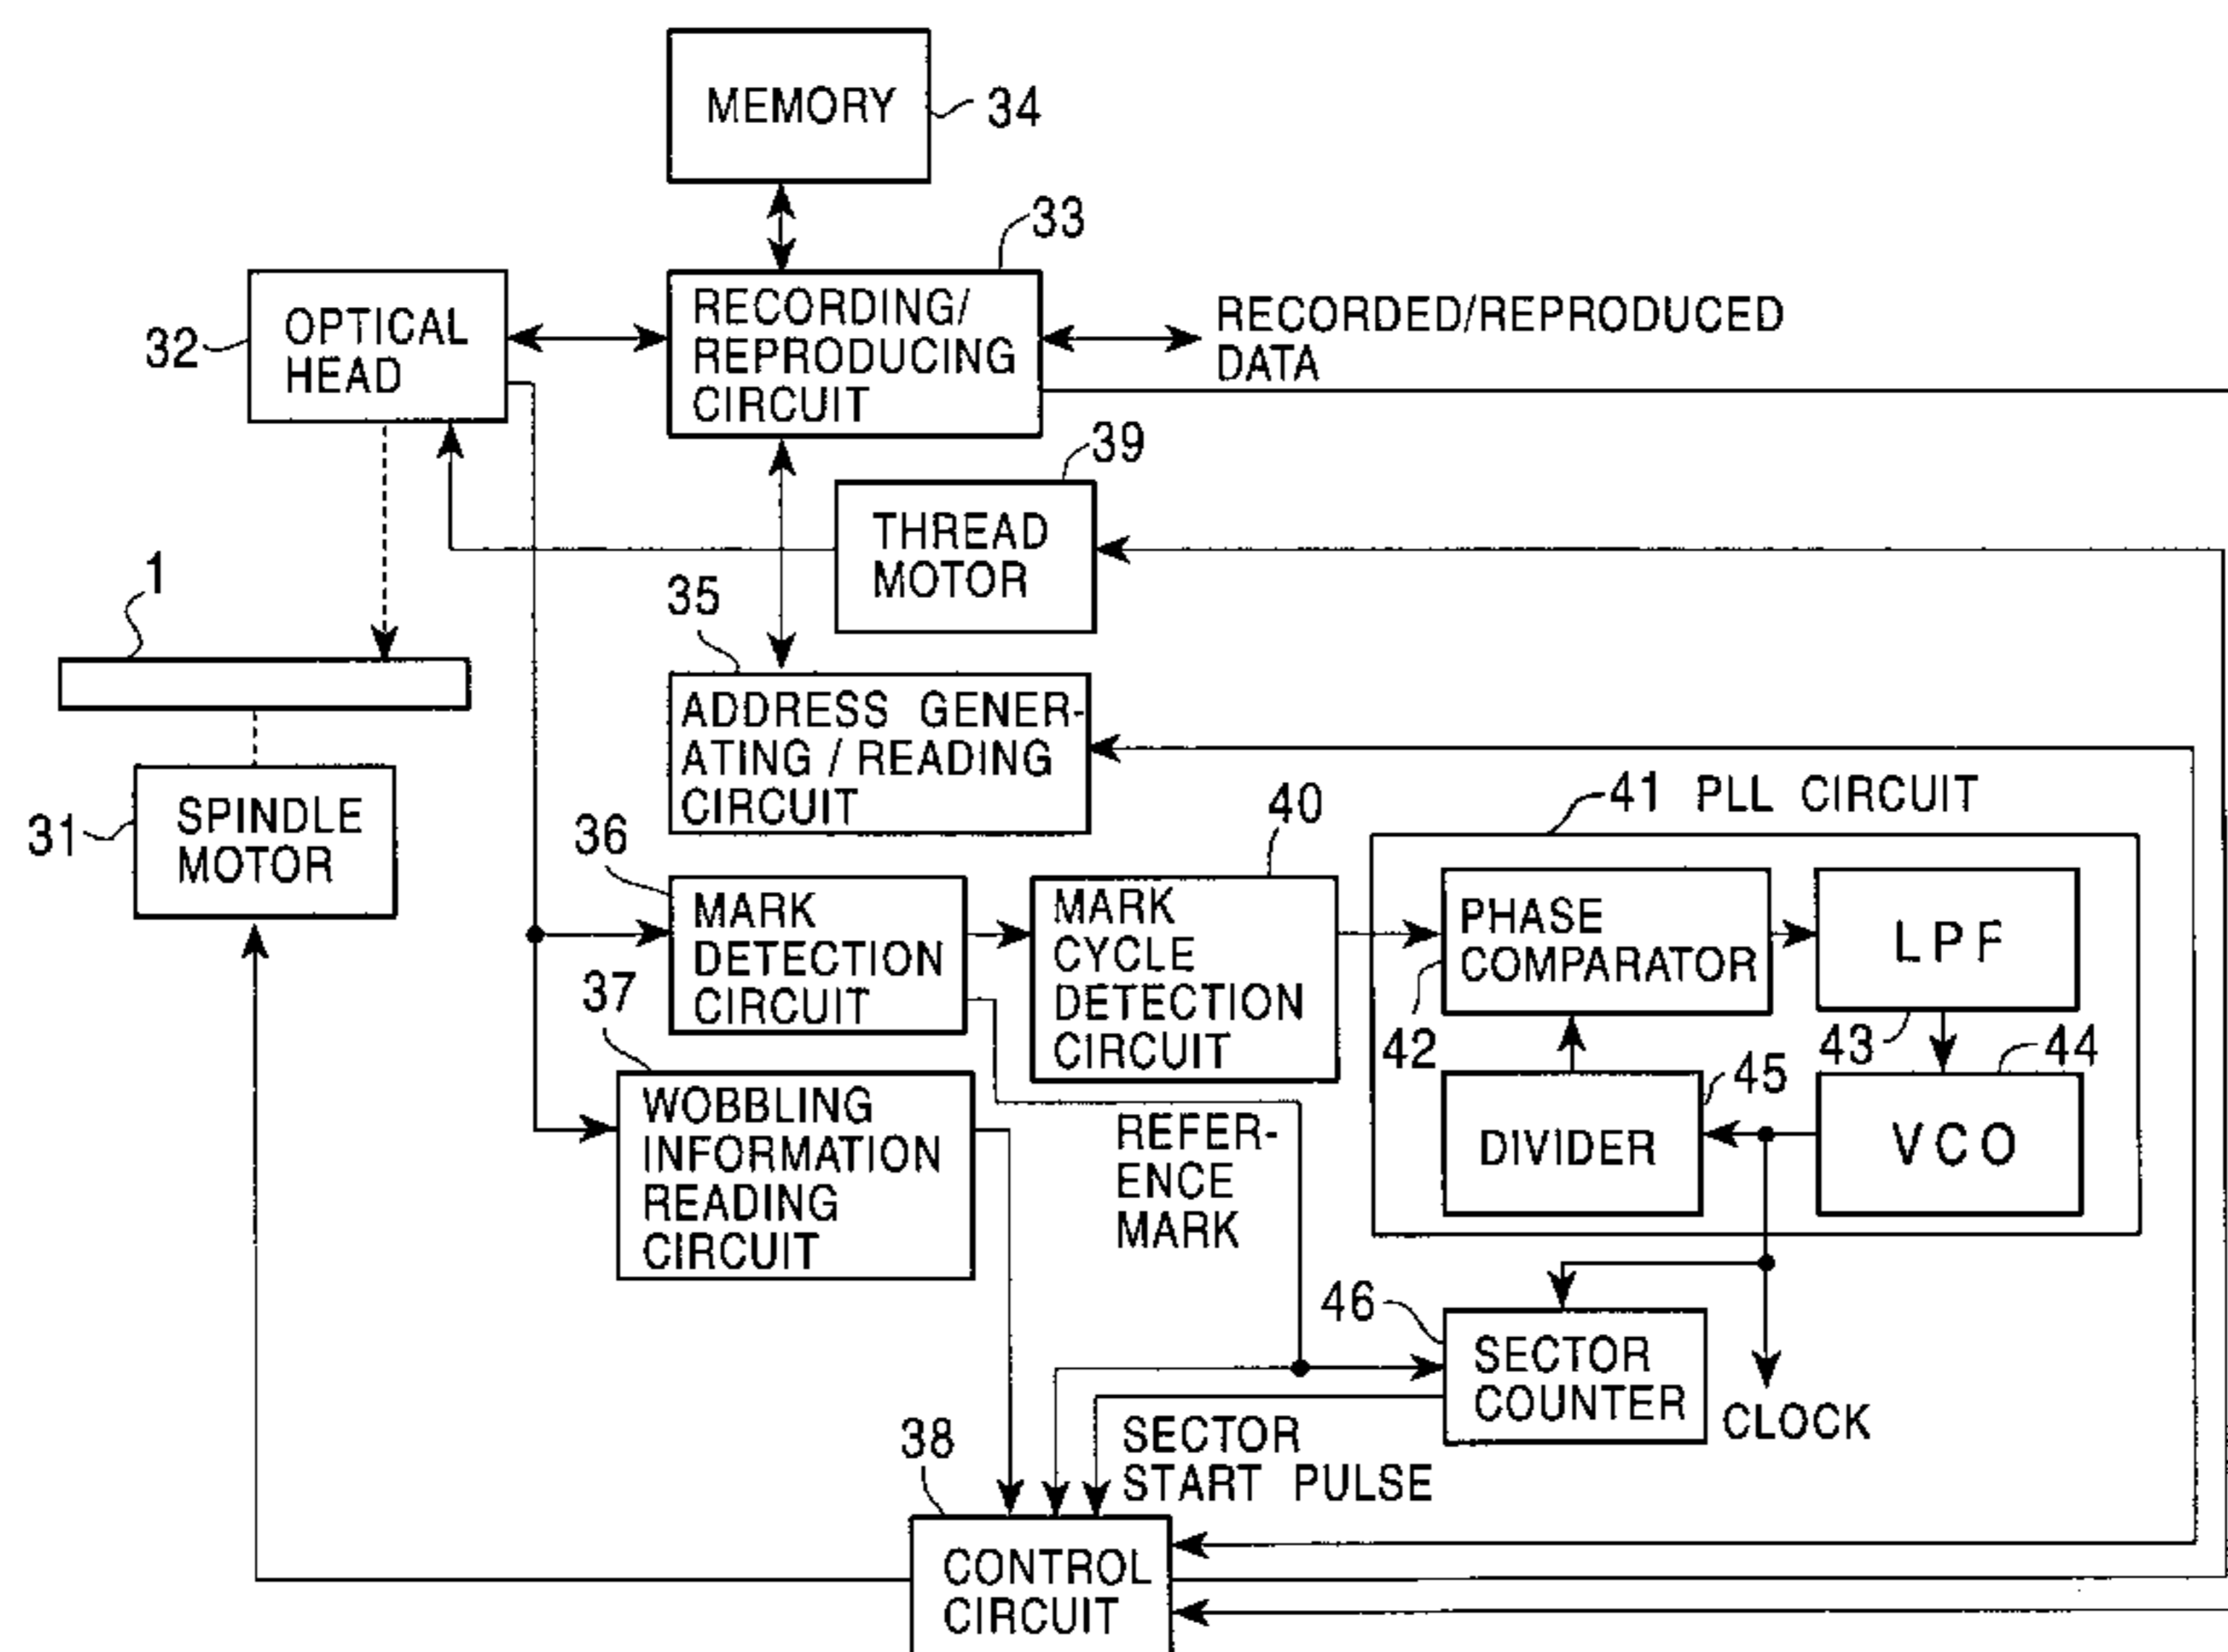 MEMORY
34
33
OPTICAL
HEAD
32
RECORDING/
REPRODUCING
CIRCUIT
RECORDED/REPRODUCED
DATA
39
THREAD
MOTOR
1
35
ADDRESS GENER-
ATING / READING
CIRCUIT
31
SPINDLE
MOTOR
36
MARK
DETECTION
CIRCUIT
40
MARK
CYCLE
DETECTION
CIRCUIT
41 PLL CIRCUIT
PHASE
COMPARATOR
42
LPF
43
44
VCO
45
DIVIDER
37
WOBBLING
INFORMATION
READING
CIRCUIT
REFER-
ENCE
MARK
46
SECTOR
COUNTER
CLOCK
SECTOR
START PULSE
38
CONTROL
CIRCUIT